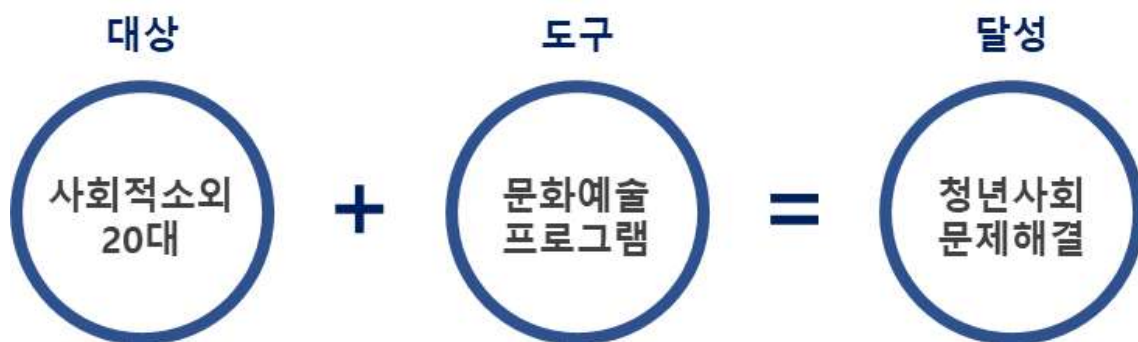 대상
도구
달성
사회적소외
20대
+
문화예술
프로그램
=
청년사회
문제해결